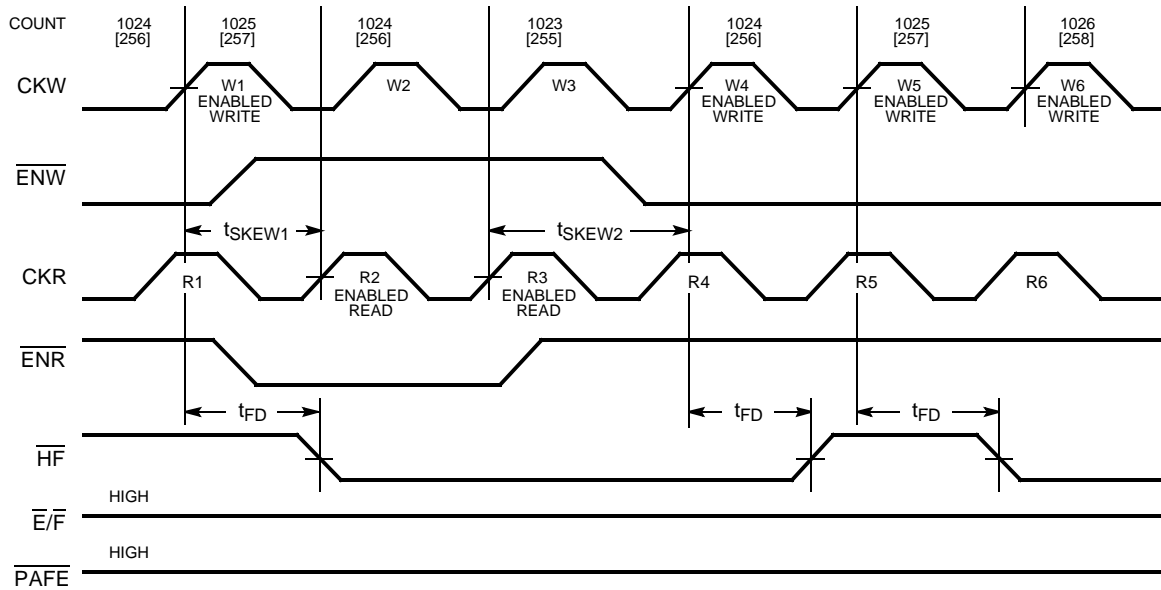 COUNT 1024 1025 1024 1023 1024 1025 1026
[256] [257] [256] [255] [256] [257] [258]
CKW W1 W2 W3 W4 W5 W6
ENABLED ENABLED ENABLED ENABLED
WRITE WRITE WRITE WRITE
ENW
tSKEW1 tSKEW2
CKR R1 R2 R3 R4 R5 R6
ENABLED ENABLED
READ READ
ENR
tFD tFD tFD
HF
HIGH
E/F
HIGH
PAFE